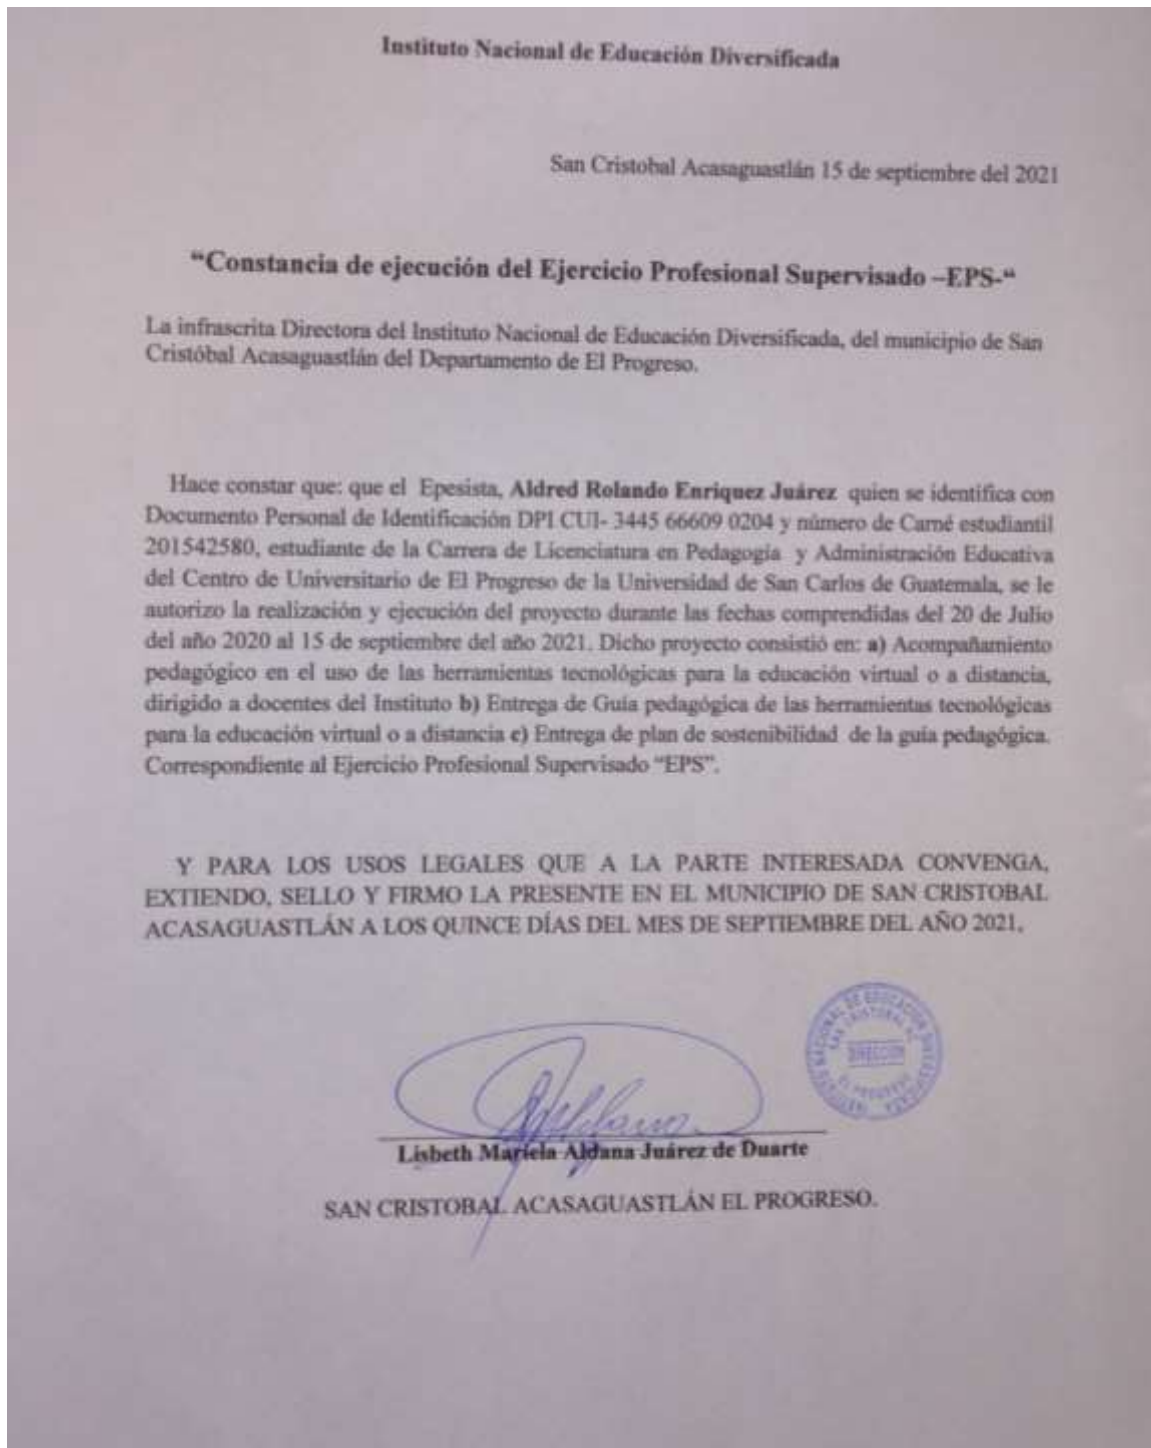 Instituto Nacional de Educación Diversificada
San Cristobal Acasaguastlán 15 de septiembre del 2021
“Constancia de ejecución del Ejercicio Profesional Supervisado –EPS-“
La infrascrita Directora del Instituto Nacional de Educación Diversificada, del municipio de San
Cristóbal Acasaguastlán del Departamento de El Progreso.
Hace constar que: que el Epesista, Aldred Rolando Enriquez Juárez quien se identifica con
Documento Personal de Identificación DPI CUI- 3445 66609 0204 y número de Carné estudiantil
201542580, estudiante de la Carrera de Licenciatura en Pedagogía y Administración Educativa
del Centro de Universitario de El Progreso de la Universidad de San Carlos de Guatemala, se le
autorizo la realización y ejecución del proyecto durante las fechas comprendidas del 20 de Julio
del año 2020 al 15 de septiembre del año 2021. Dicho proyecto consistió en: a) Acompañamiento
pedagógico en el uso de las herramientas tecnológicas para la educación virtual o a distancia,
dirigido a docentes del Instituto b) Entrega de Guía pedagógica de las herramientas tecnológicas
para la educación virtual o a distancia c) Entrega de plan de sostenibilidad de la guía pedagógica.
Correspondiente al Ejercicio Profesional Supervisado “EPS”.
Y PARA LOS USOS LEGALES QUE A LA PARTE INTERESADA CONVENGA,
EXTIENDO, SELLO Y FIRMO LA PRESENTE EN EL MUNICIPIO DE SAN CRISTOBAL
ACASAGUASTLÁN A LOS QUINCE DÍAS DEL MES DE SEPTIEMBRE DEL AÑO 2021.
INSTITUTO NACIONAL DE EDUCACION DIVERSIFICADA
SAN CRISTOBAL AC.
DIRECCION
EL PROGRESO
Lisbeth Mariela Aldana Juárez de Duarte
SAN CRISTOBAL ACASAGUASTLÁN EL PROGRESO.